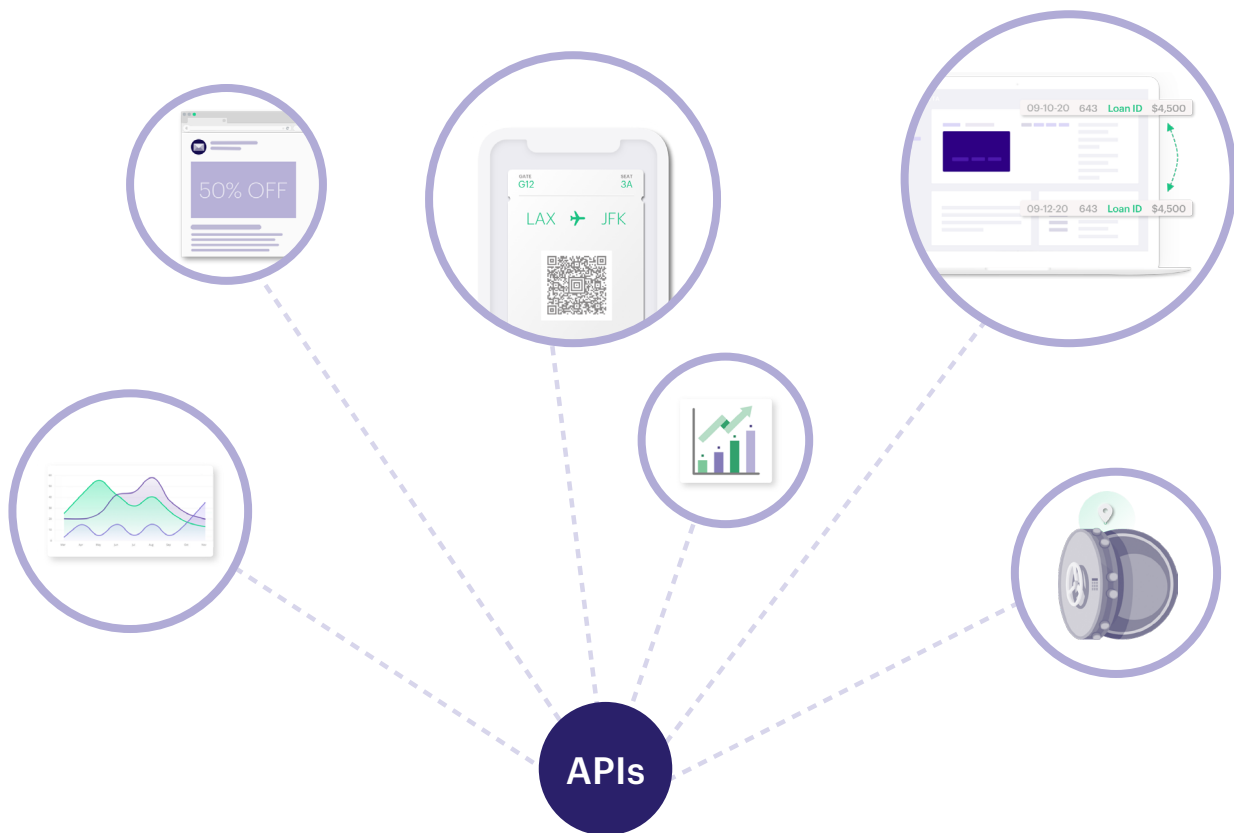 50% OFF
GATE
G12
SEAT
3A
LAX JFK
09-10-20 643 Loan ID $4,500
09-12-20 643 Loan ID $4,500
APIs